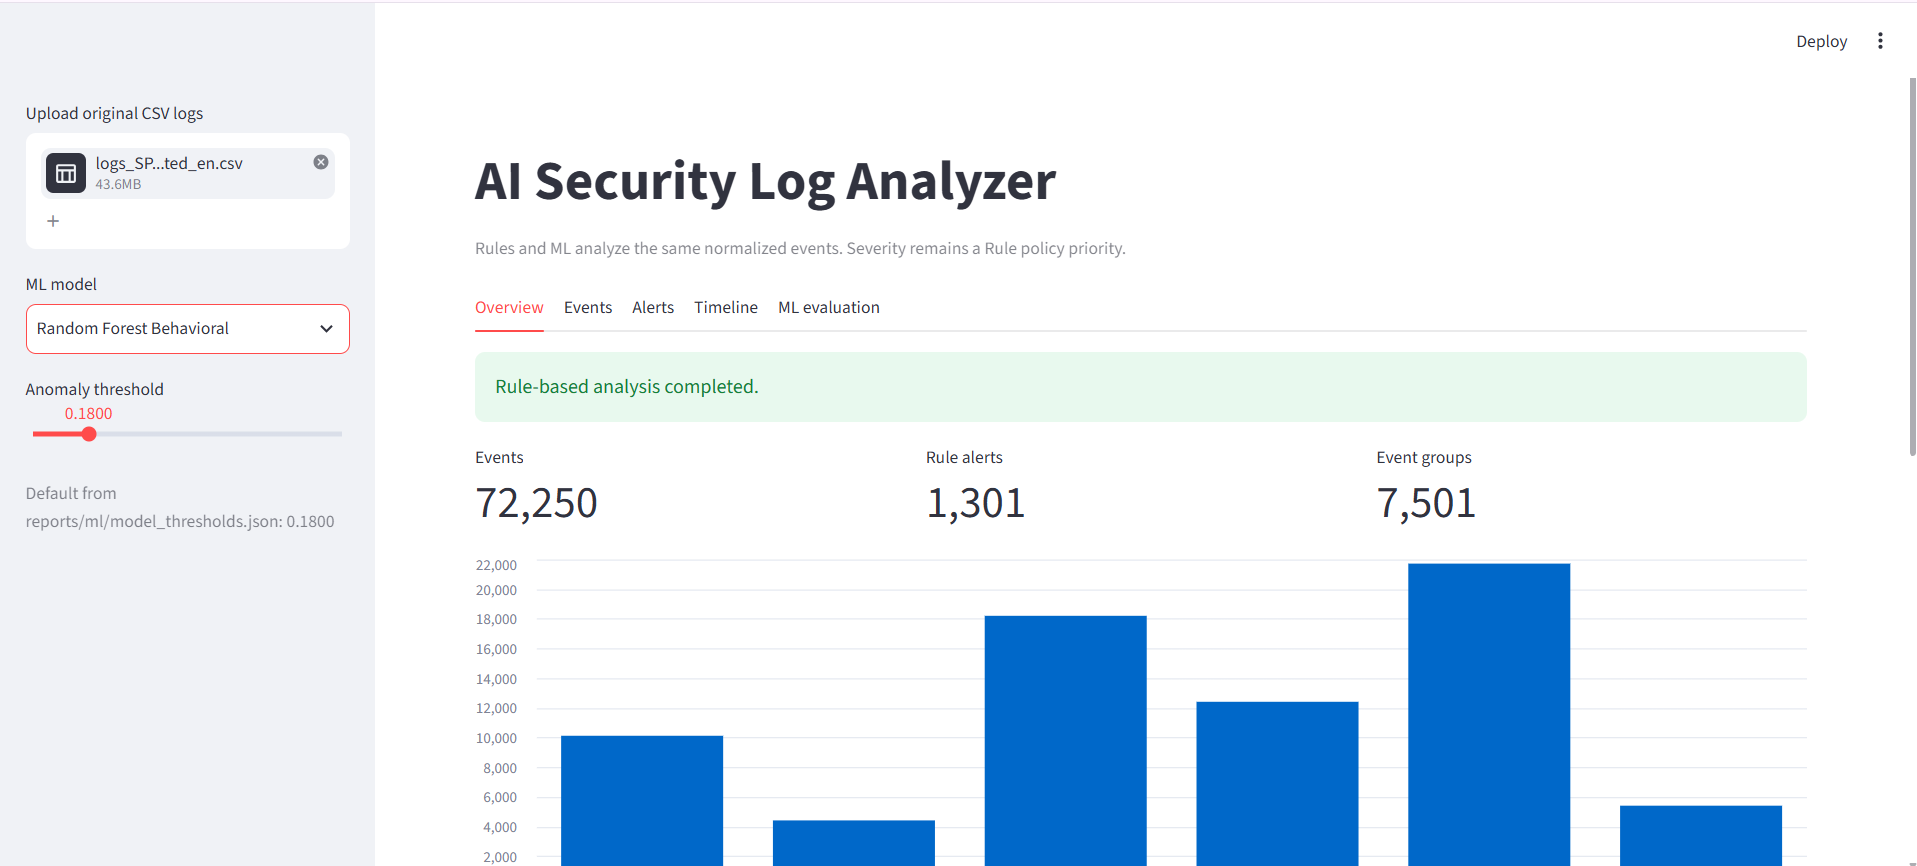 Deploy
Upload original CSV logs
logs_SP...ted_en.csv
43.6MB
+
ML model
Random Forest Behavioral
Anomaly threshold
0.1800
Default from
reports/ml/model_thresholds.json: 0.1800
AI Security Log Analyzer
Rules and ML analyze the same normalized events. Severity remains a Rule policy priority.
Overview Events Alerts Timeline ML evaluation
Rule-based analysis completed.
Events Rule alerts Event groups
72,250 1,301 7,501
22,000
20,000
18,000
16,000
14,000
12,000
10,000
8,000
6,000
4,000
2,000